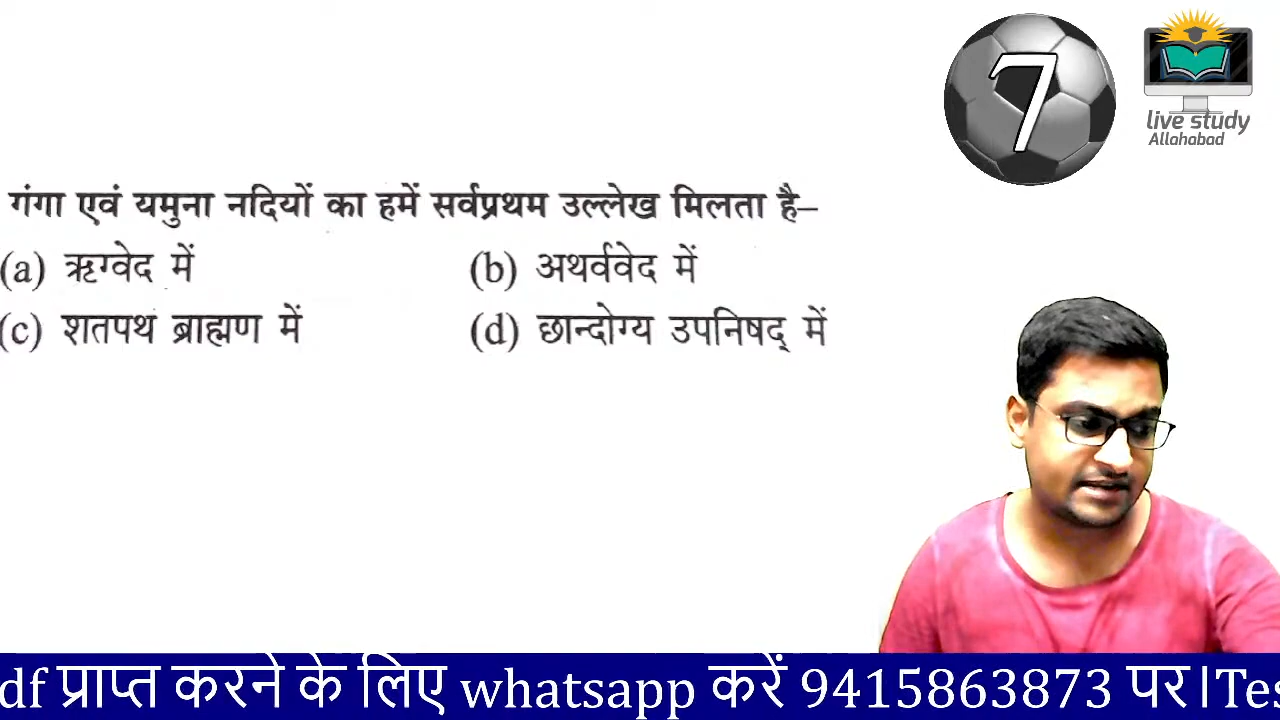 7
live study
Allahabad
गंगा एवं यमुना नदियों का हमें सर्वप्रथम उल्लेख मिलता है–
(a) ऋग्वेद में (b) अथर्ववेद में
(c) शतपथ ब्राह्मण में (d) छान्दोग्य उपनिषद् में
df प्राप्त करने के लिए whatsapp करें 9415863873 पर।Tes